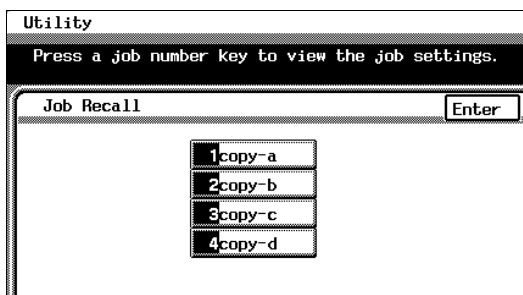 Utility
Press a job number key to view the job settings.
Job Recall
Enter
1copy-a
2copy-b
3copy-c
4copy-d